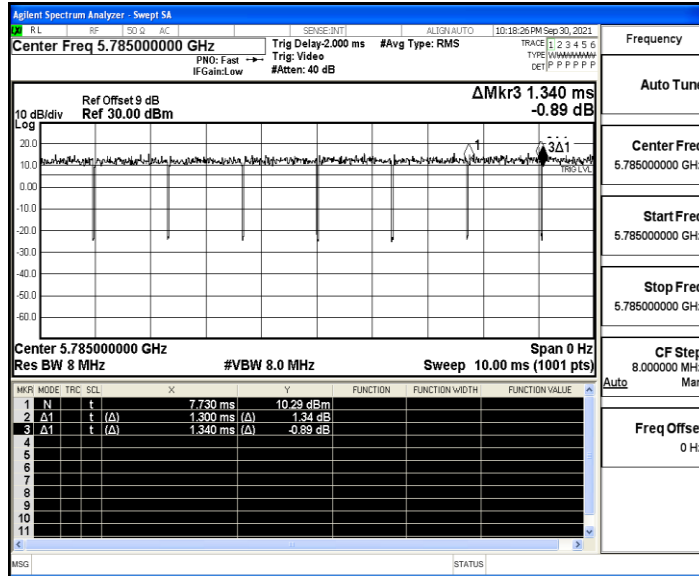 Agilent Spectrum Analyzer - Swept SA
LXI RL RF 50 Ω AC SENSE:INT ALIGNAUTO 10:18:26 PM Sep 30, 2021
Center Freq 5.785000000 GHz
PNO: Fast
IFGain:Low
Trig Delay-2.000 ms
Trig: Video
#Atten: 40 dB
#Avg Type: RMS
TRACE 1 2 3 4 5 6
TYPE
DET P P P P P P
Frequency
Auto Tune
Center Freq
5.785000000 GHz
Start Freq
5.785000000 GHz
Stop Freq
5.785000000 GHz
CF Step
8.000000 MHz
Auto Man
Freq Offset
0 Hz
10 dB/div
Log
Ref Offset 9 dB
Ref 30.00 dBm
ΔMkr3 1.340 ms
-0.89 dB
20.0
10.0
0.00
-10.0
-20.0
-30.0
-40.0
-50.0
-60.0
1
3Δ1
TRIG LVL
Center 5.785000000 GHz Span 0 Hz
Res BW 8 MHz #VBW 8.0 MHz Sweep 10.00 ms (1001 pts)
MKR MODE TRC SCL X Y FUNCTION FUNCTION WIDTH FUNCTION VALUE
1 N t 7.730 ms 10.29 dBm
2 Δ1 t (Δ) 1.300 ms (Δ) 1.34 dB
3 Δ1 t (Δ) 1.340 ms (Δ) -0.89 dB
4
5
6
7
8
9
10
11
MSG STATUS